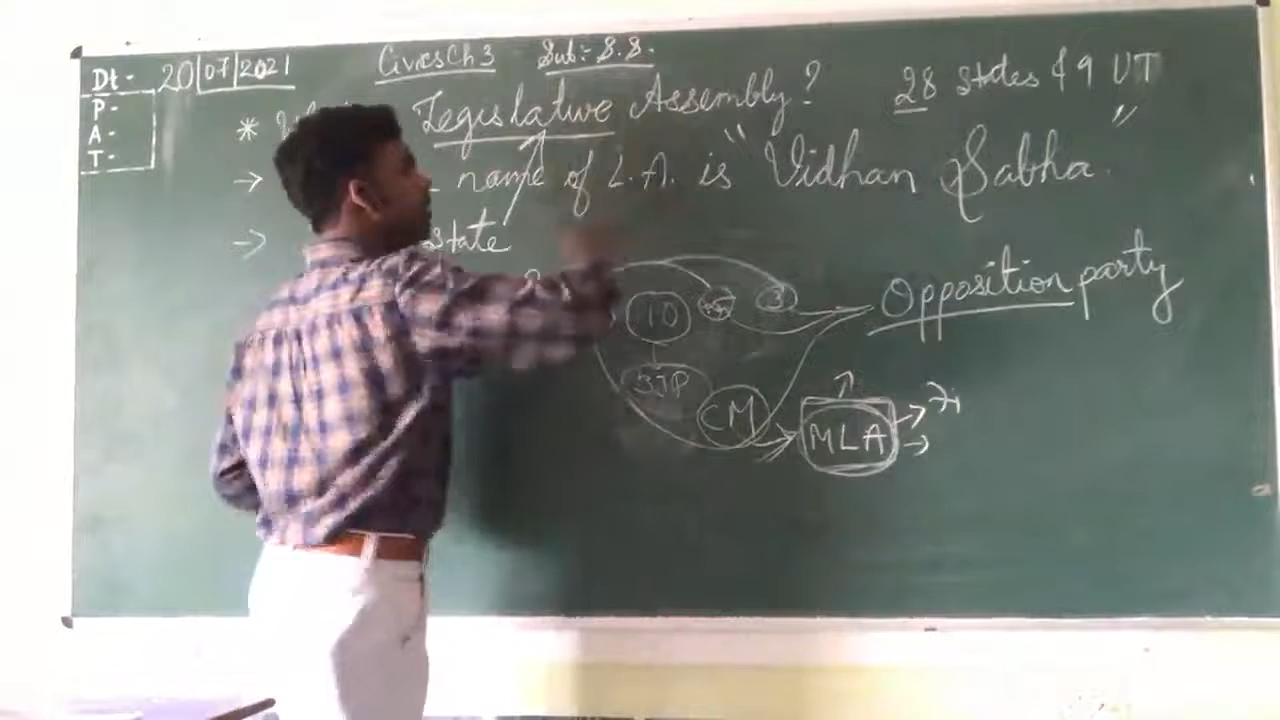 Dt - 20|07|2021 Civics Ch 3 Sub:- S.S.
P-
A-
T-
28 States & 9 UT
* Legislative Assembly?
→ name of L.A. is "Vidhan Sabha."
→ State
10 3
Opposition party
BJP
CM
MLA